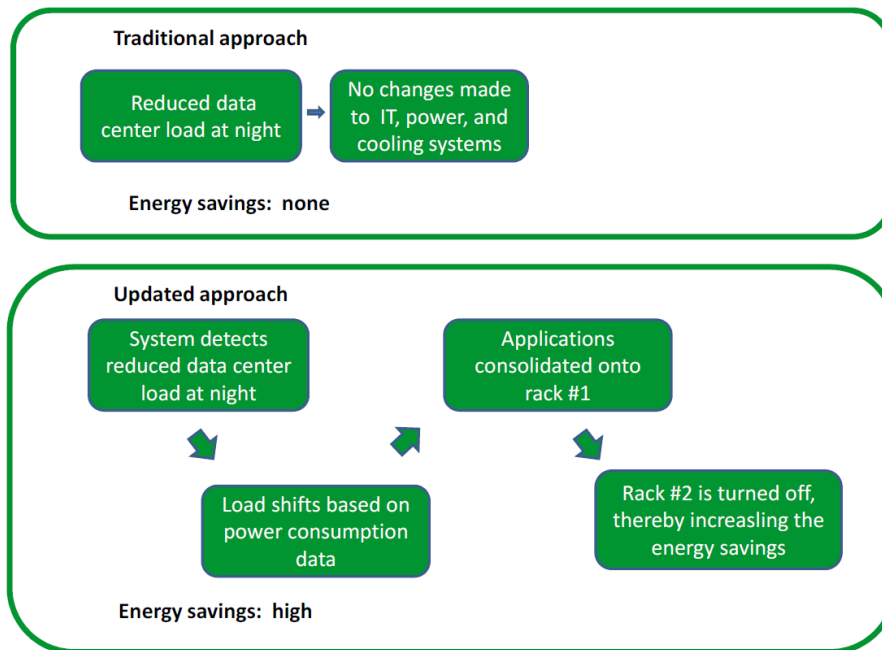 Traditional approach
Reduced data
center load at night
No changes made
to IT, power, and
cooling systems
Energy savings: none
Updated approach
System detects
reduced data center
load at night
Load shifts based on
power consumption
data
Applications
consolidated onto
rack #1
Rack #2 is turned off,
thereby increasling the
energy savings
Energy savings: high